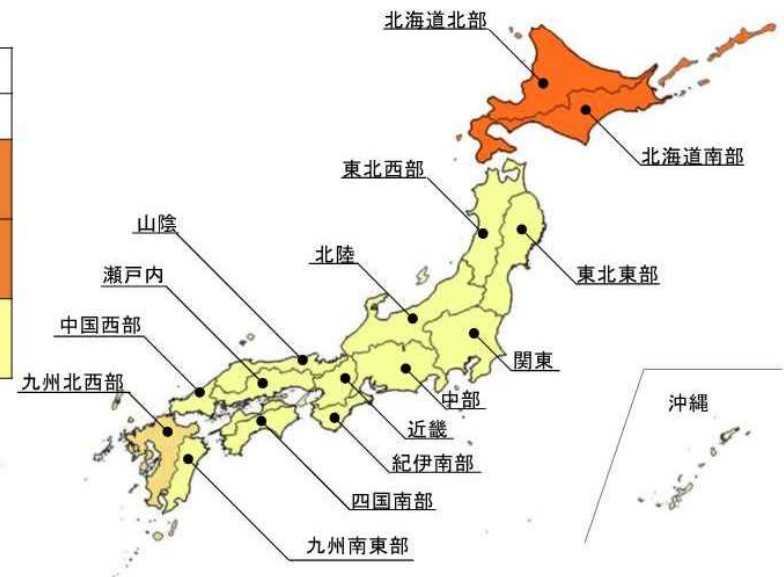 北海道北部
北海道南部
東北西部
東北東部
山陰
北陸
瀬戸内
中国西部
関東
九州北西部
中部
沖縄
近畿
紀伊南部
四国南部
九州南東部